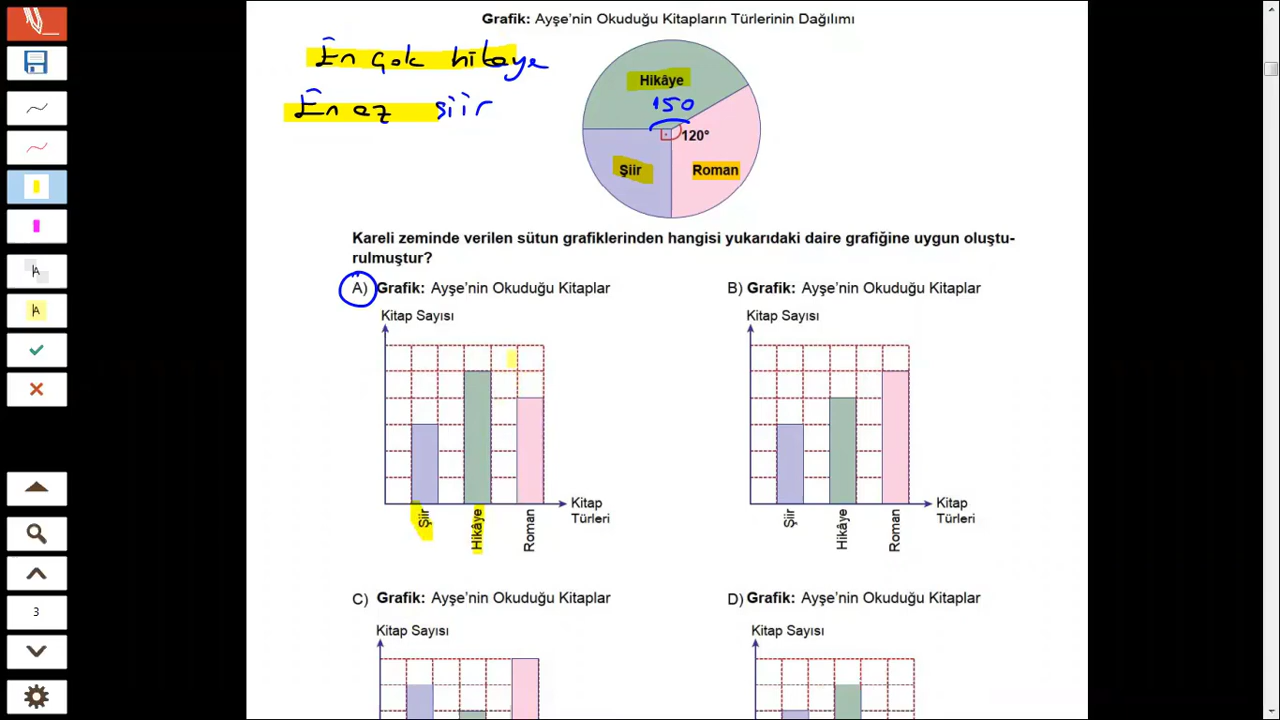 Grafik: Ayşe'nin Okuduğu Kitapların Türlerinin Dağılımı
En çok hikaye
En az şiir
Hikâye
150
120°
Şiir
Roman
Kareli zeminde verilen sütun grafiklerinden hangisi yukarıdaki daire grafiğine uygun oluştu-
rulmuştur?
A) Grafik: Ayşe'nin Okuduğu Kitaplar
Kitap Sayısı
Şiir
Hikâye
Roman
Kitap
Türleri
B) Grafik: Ayşe'nin Okuduğu Kitaplar
Kitap Sayısı
Şiir
Hikâye
Roman
Kitap
Türleri
C) Grafik: Ayşe'nin Okuduğu Kitaplar
Kitap Sayısı
D) Grafik: Ayşe'nin Okuduğu Kitaplar
Kitap Sayısı
A
A
3